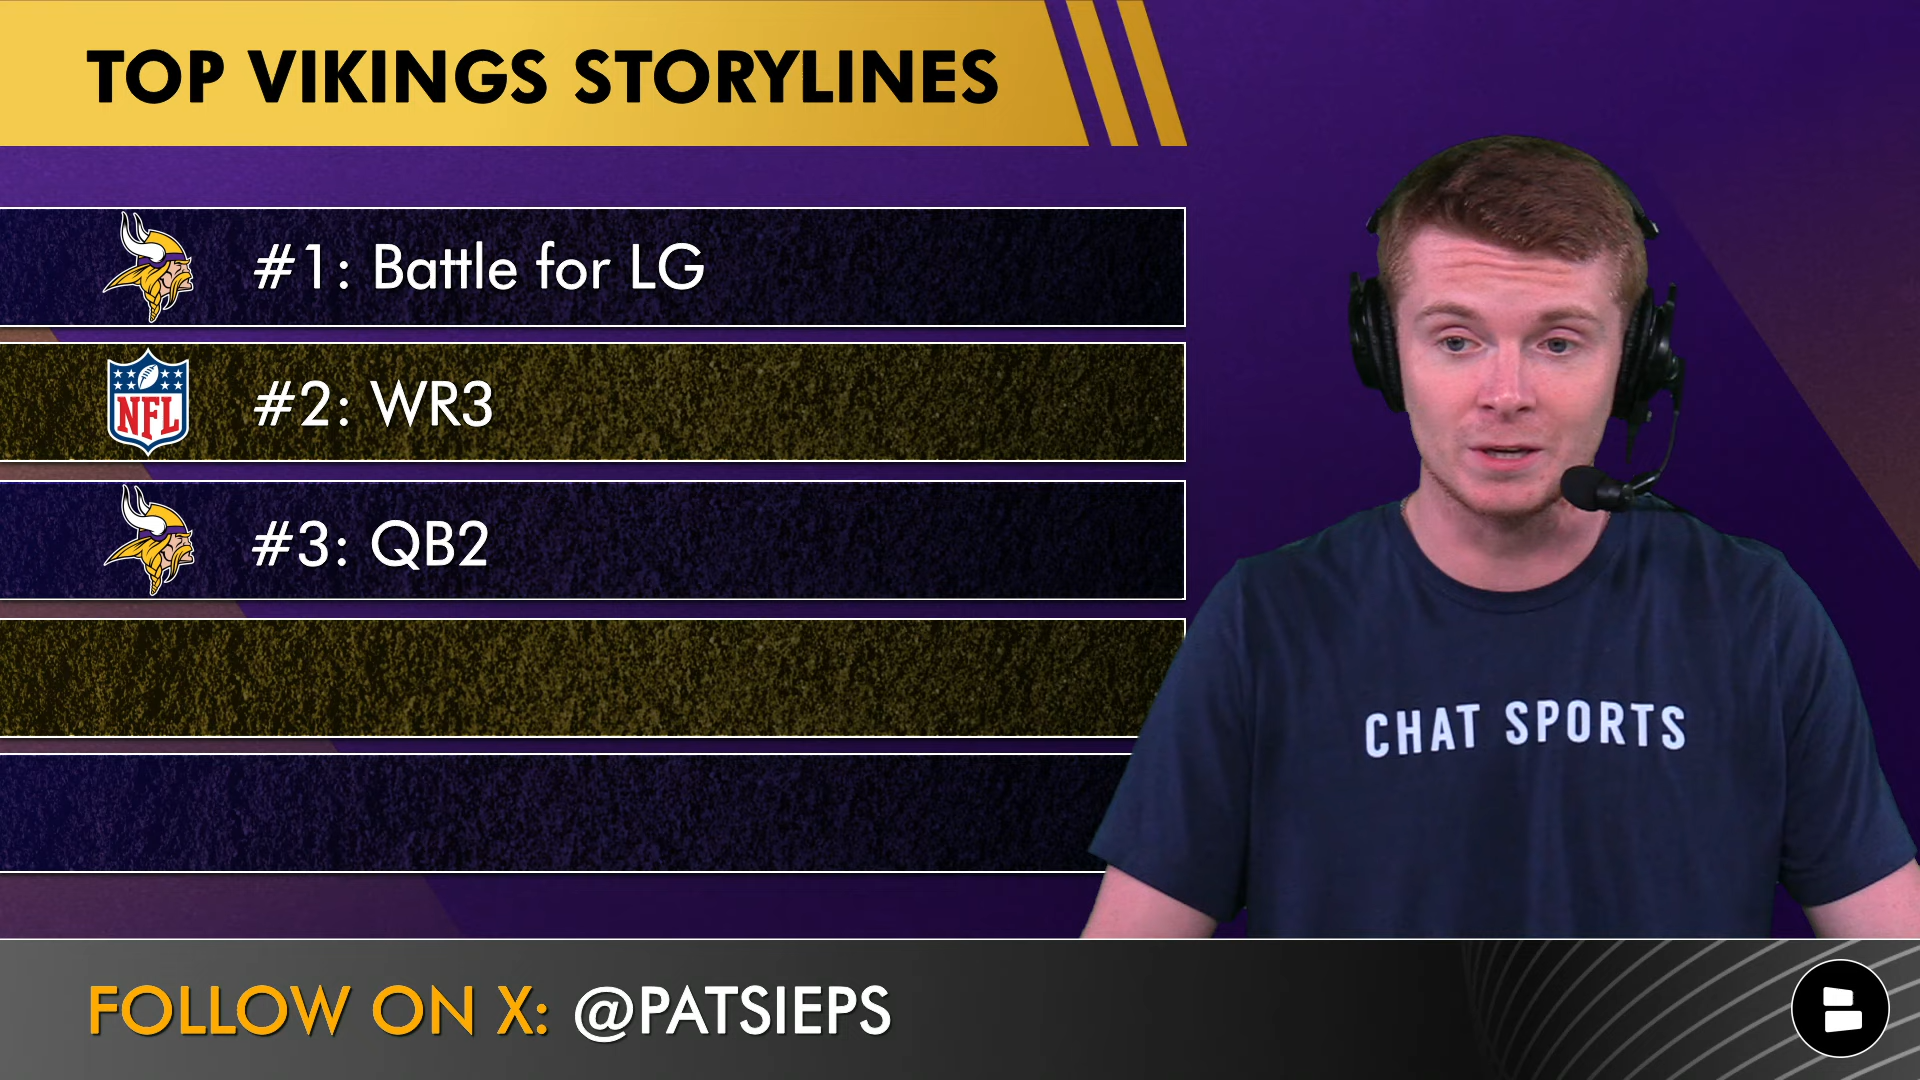 TOP VIKINGS STORYLINES
#1: Battle for LG
NFL
#2: WR3
#3: QB2
CHAT SPORTS
FOLLOW ON X: @PATSIEPS